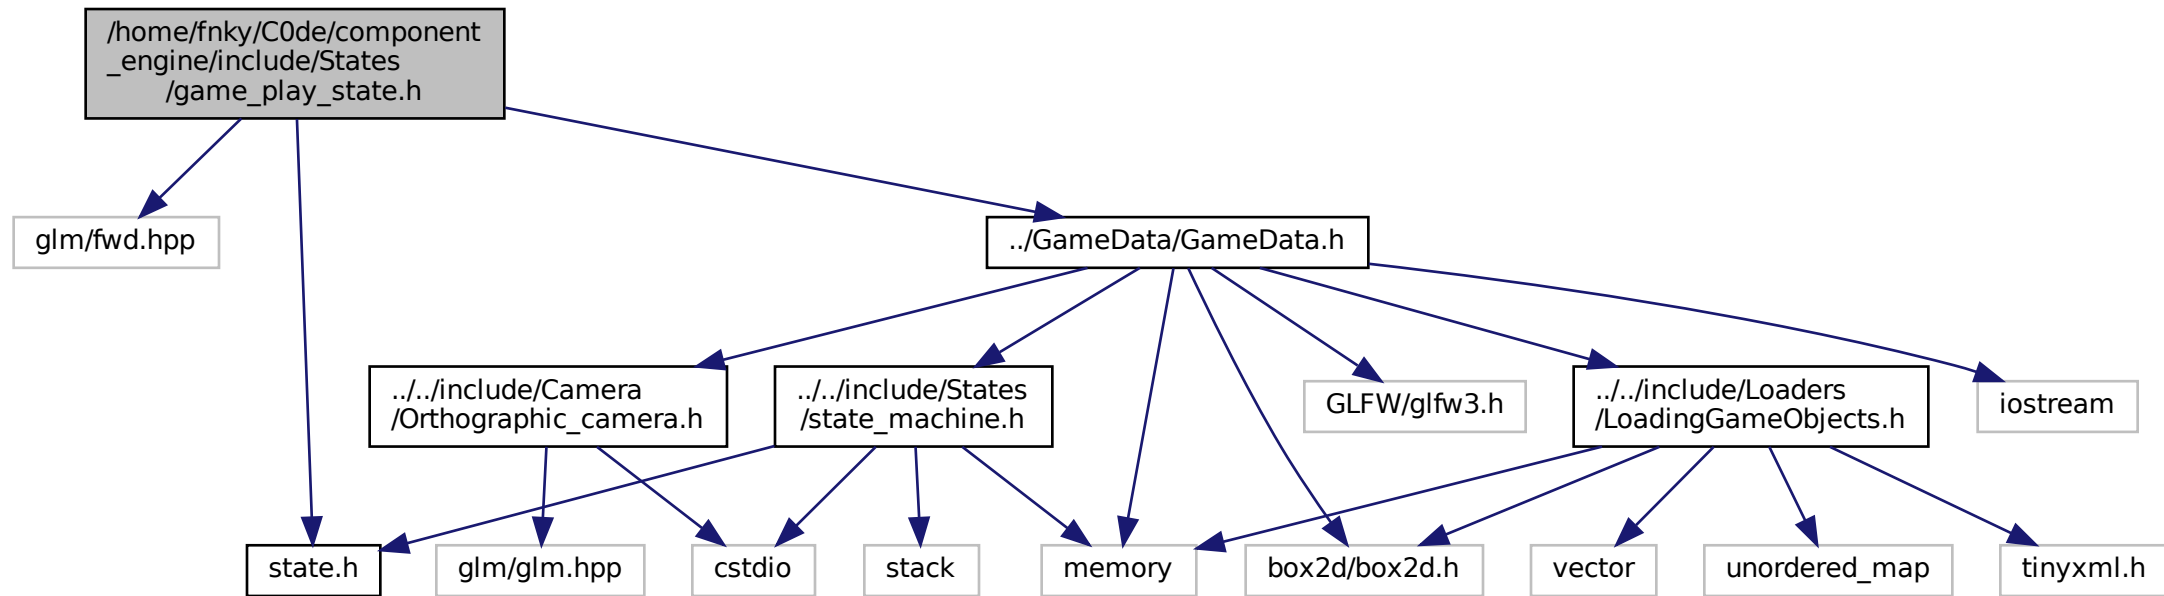 /home/fnky/C0de/component
_engine/include/States
/game_play_state.h
glm/fwd.hpp
../GameData/GameData.h
../../include/Camera
/Orthographic_camera.h
../../include/States
/state_machine.h
GLFW/glfw3.h
../../include/Loaders
/LoadingGameObjects.h
iostream
state.h
glm/glm.hpp
cstdio
stack
memory
box2d/box2d.h
vector
unordered_map
tinyxml.h